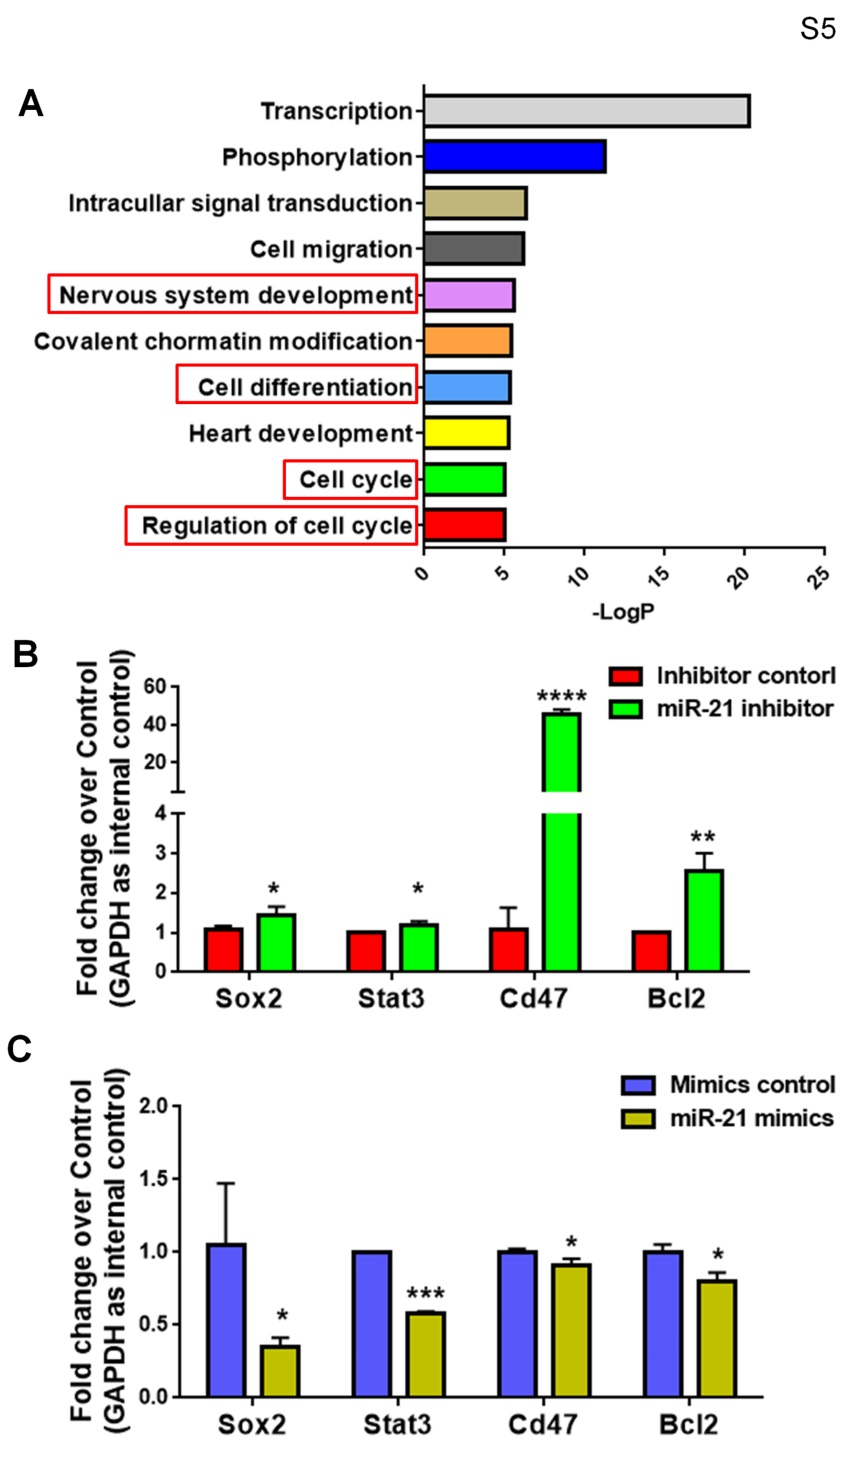 S5
A
Transcription
Phosphorylation
Intracullar signal transduction
Cell migration
Nervous system development
Covalent chormatin modification
Cell differentiation
Heart development
Cell cycle
Regulation of cell cycle
0 5 10 15 20 25
-LogP
B
Fold change over Control
(GAPDH as internal control)
Inhibitor contorl
miR-21 inhibitor
60
40
20
4
3
2
1
0
* * **** **
Sox2 Stat3 Cd47 Bcl2
C
Fold change over Control
(GAPDH as internal control)
Mimics control
miR-21 mimics
2.0
1.5
1.0
0.5
0.0
* *** * *
Sox2 Stat3 Cd47 Bcl2